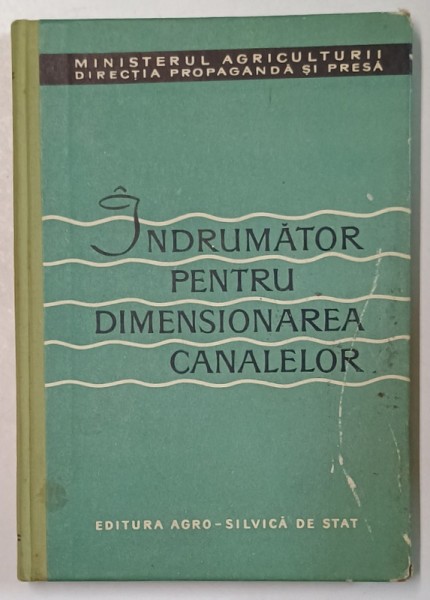 MINISTERUL AGRICULTURII
DIRECȚIA PROPAGANDĂ ȘI PRESĂ
ÎNDRUMĂTOR
PENTRU
DIMENSIONAREA
CANALELOR
EDITURA AGRO-SILVICĂ DE STAT